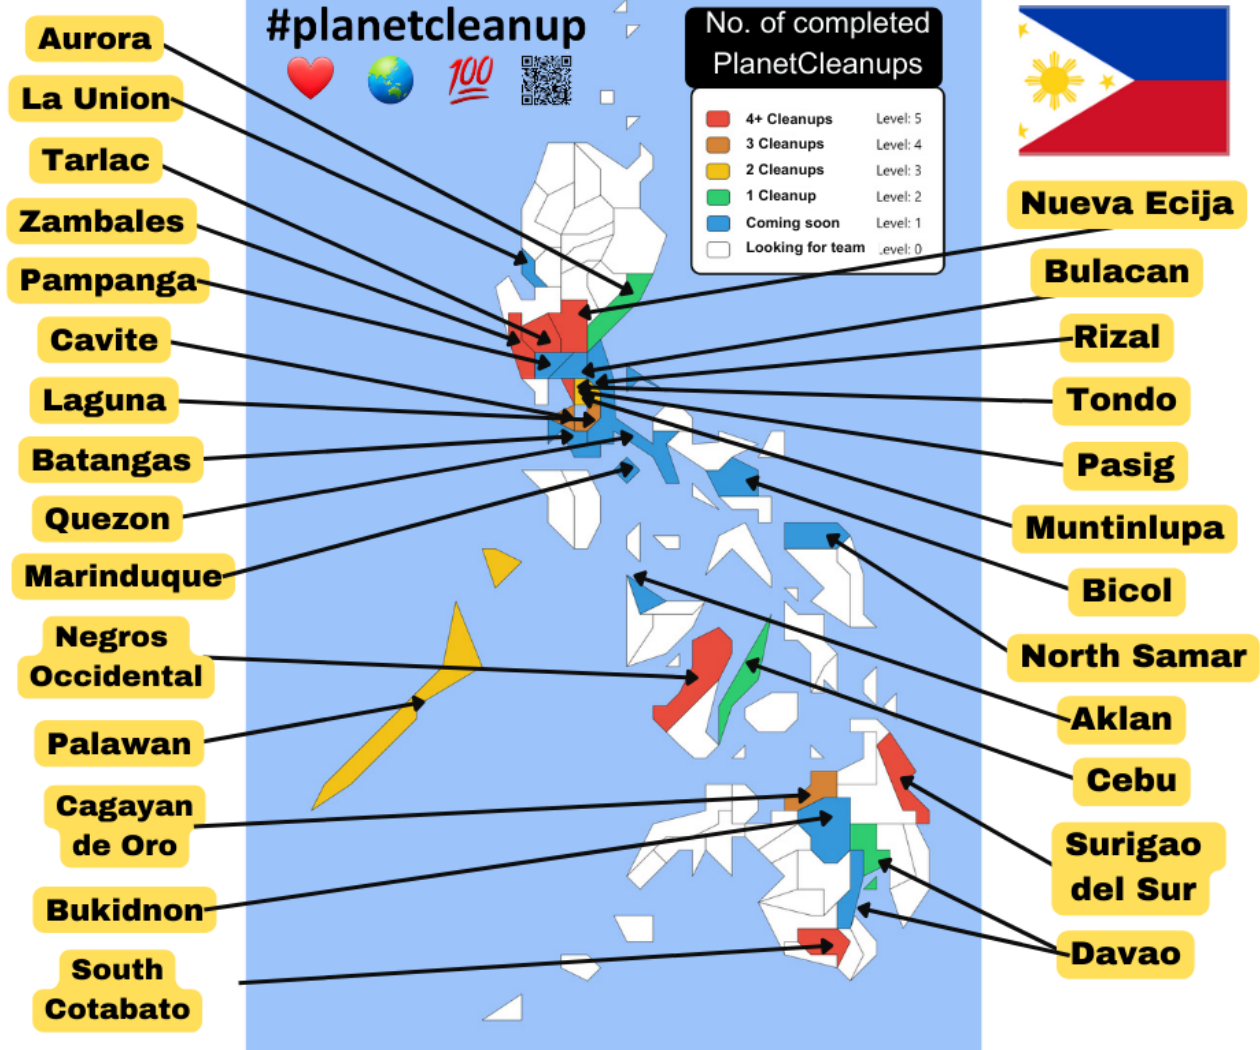 #planetcleanup
100
No. of completed
PlanetCleanups
4+ Cleanups Level: 5
3 Cleanups Level: 4
2 Cleanups Level: 3
1 Cleanup Level: 2
Coming soon Level: 1
Looking for team Level: 0
Aurora
La Union
Tarlac
Zambales
Pampanga
Cavite
Laguna
Batangas
Quezon
Marinduque
Negros
Occidental
Palawan
Cagayan
de Oro
Bukidnon
South
Cotabato
Nueva Ecija
Bulacan
Rizal
Tondo
Pasig
Muntinlupa
Bicol
North Samar
Aklan
Cebu
Surigao
del Sur
Davao